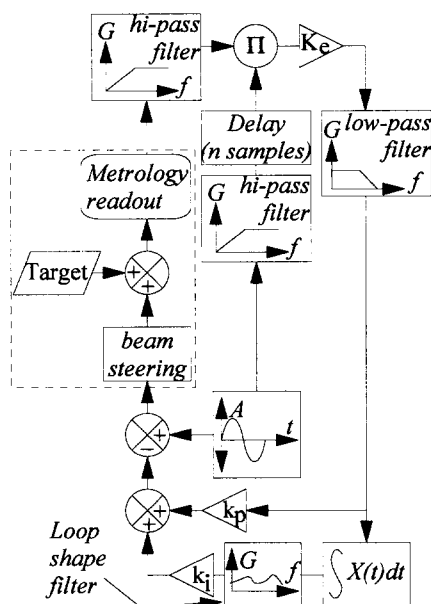 hi-pass
G filter
f
Π
Ke
Delay
(n samples)
low-pass
G filter
f
hi-pass
G filter
f
Metrology
readout
Target
+
+
beam
steering
A
t
+
−
+
+
kp
Loop
shape
filter
ki
G
f
∫X(t)dt